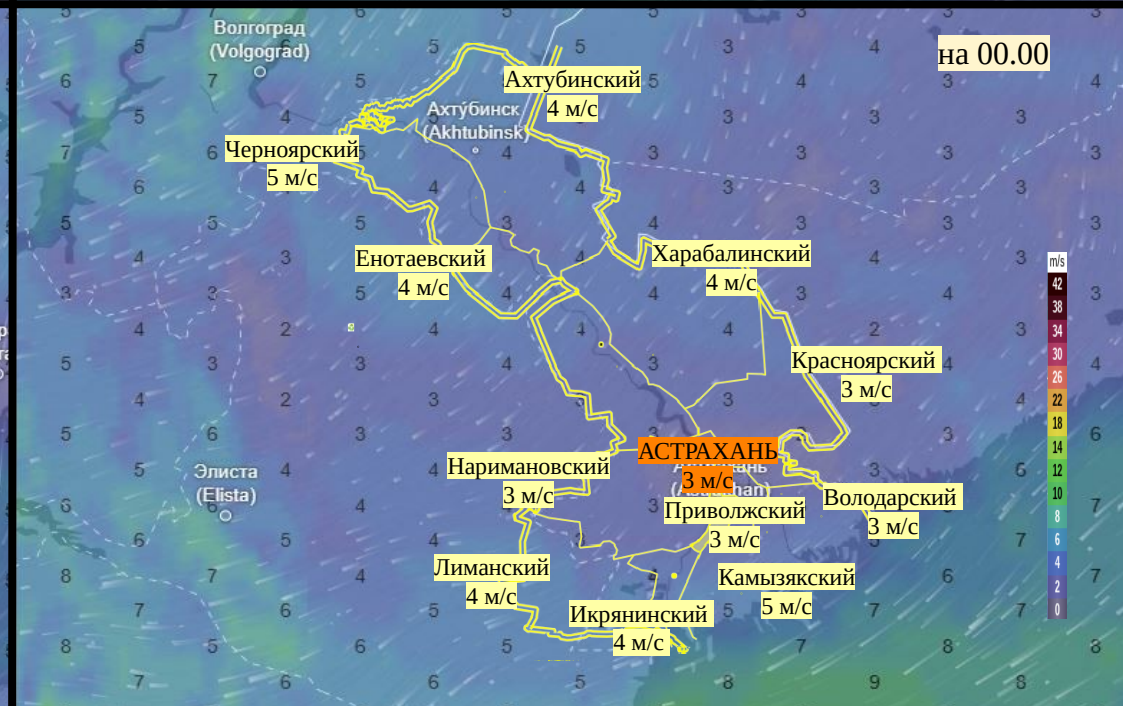 Волгоград
(Volgograd)
на 00.00
Ахтубинский
4 м/с
Ахту́бинск
(Akhtubinsk)
Черноярский
5 м/с
Енотаевский
4 м/с
Харабалинский
4 м/с
m/s
42
38
34
30
26
22
18
14
12
10
8
6
4
2
0
Красноярский
3 м/с
АСТРАХАНЬ
3 м/с
Элиста
(Elista)
Наримановский
3 м/с
Володарский
3 м/с
Приволжский
3 м/с
Лиманский
4 м/с
Камызякский
5 м/с
Икрянинский
4 м/с